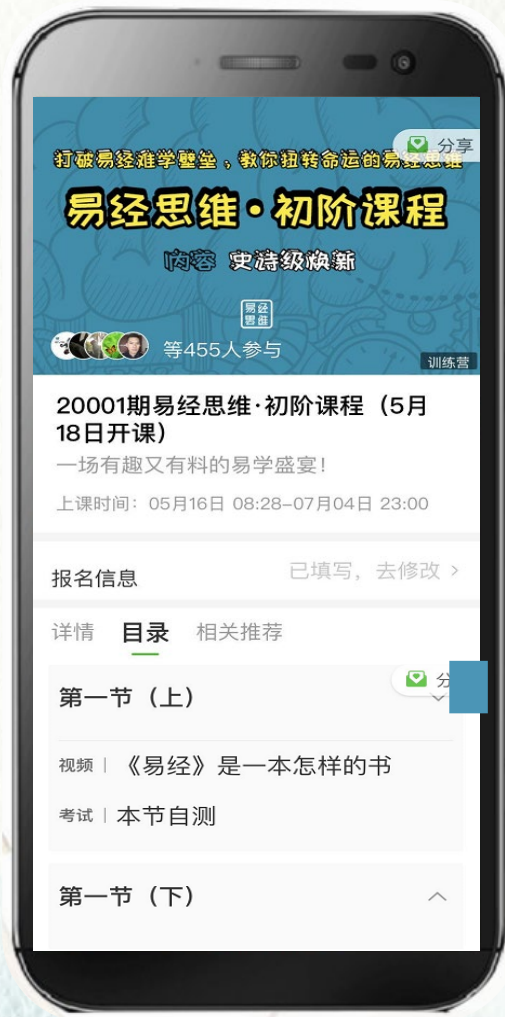 分享
打破易经难学壁垒，教你扭转命运的易经思维
易经思维·初阶课程
内容 史诗级焕新
易经
思维
等455人参与
训练营
20001期易经思维·初阶课程（5月
18日开课）
一场有趣又有料的易学盛宴！
上课时间：05月16日 08:28-07月04日 23:00
报名信息
已填写，去修改 >
详情 目录 相关推荐
分
第一节（上）
视频 | 《易经》是一本怎样的书
考试 | 本节自测
第一节（下）